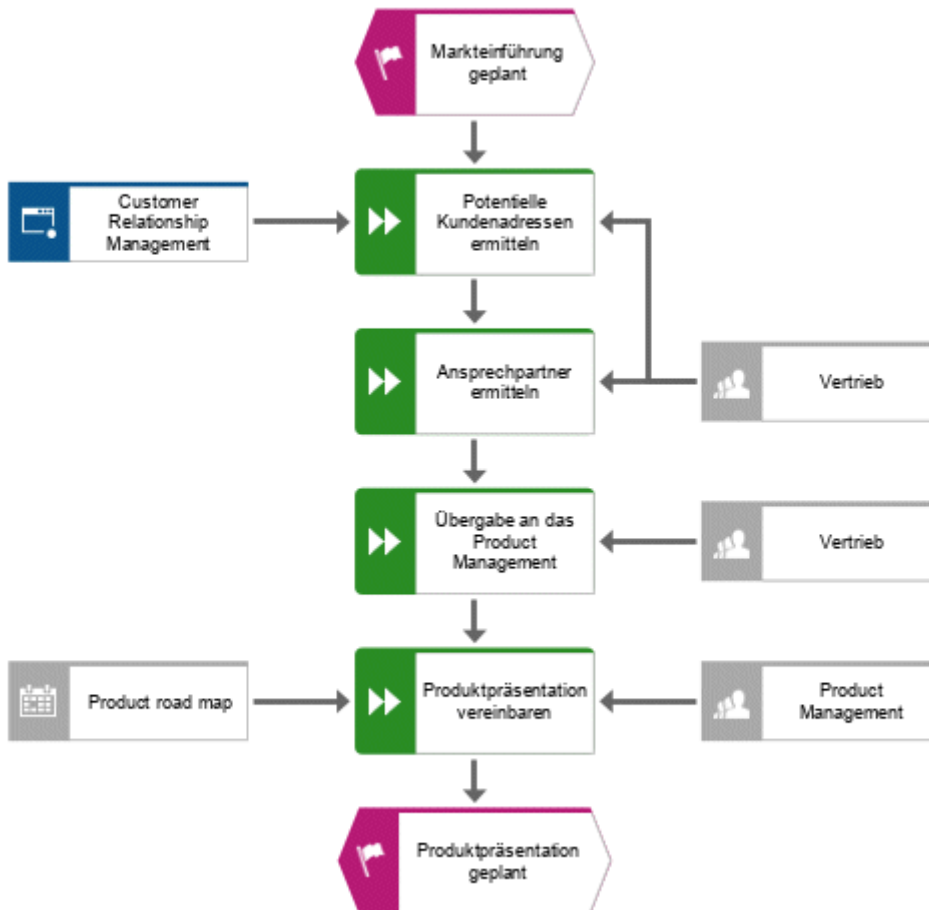 Markteinführung
geplant
Customer
Relationship
Management
Potentielle
Kundenadressen
ermitteln
Ansprechpartner
ermitteln
Vertrieb
Übergabe an das
Product
Management
Vertrieb
Product road map
Produktpräsentation
vereinbaren
Product
Management
Produktpräsentation
geplant